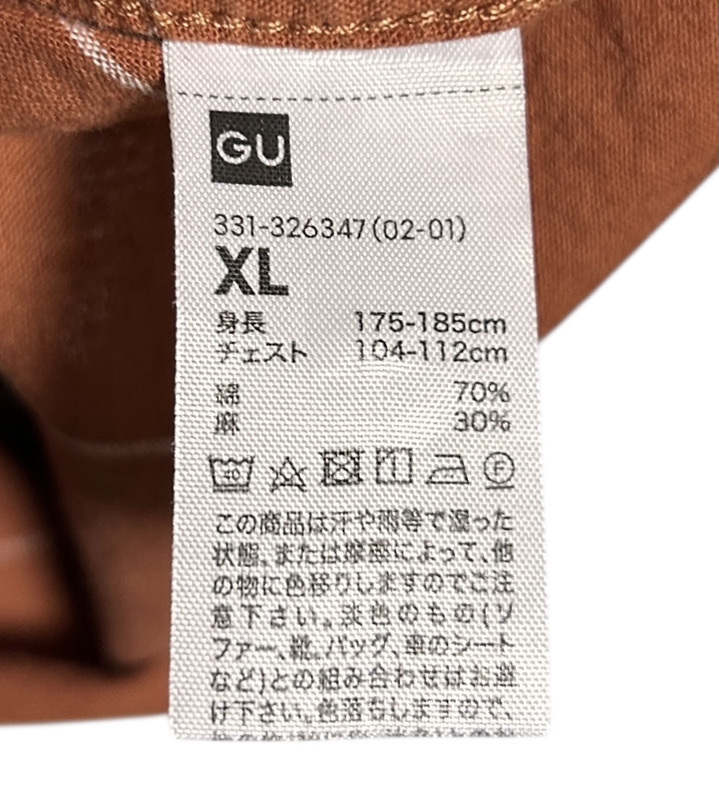 GU
331-326347(02-01)
XL
身長 175-185cm
チェスト 104-112cm
綿 70%
麻 30%
40
F
この商品は汗や雨等で湿った
状態、または摩擦によって、他
の物に色移りしますのでご注
意下さい。淡色のもの(ソ
ファー、靴、バッグ、車のシート
など)との組み合わせはお避
け下さい。色落ちしますので、